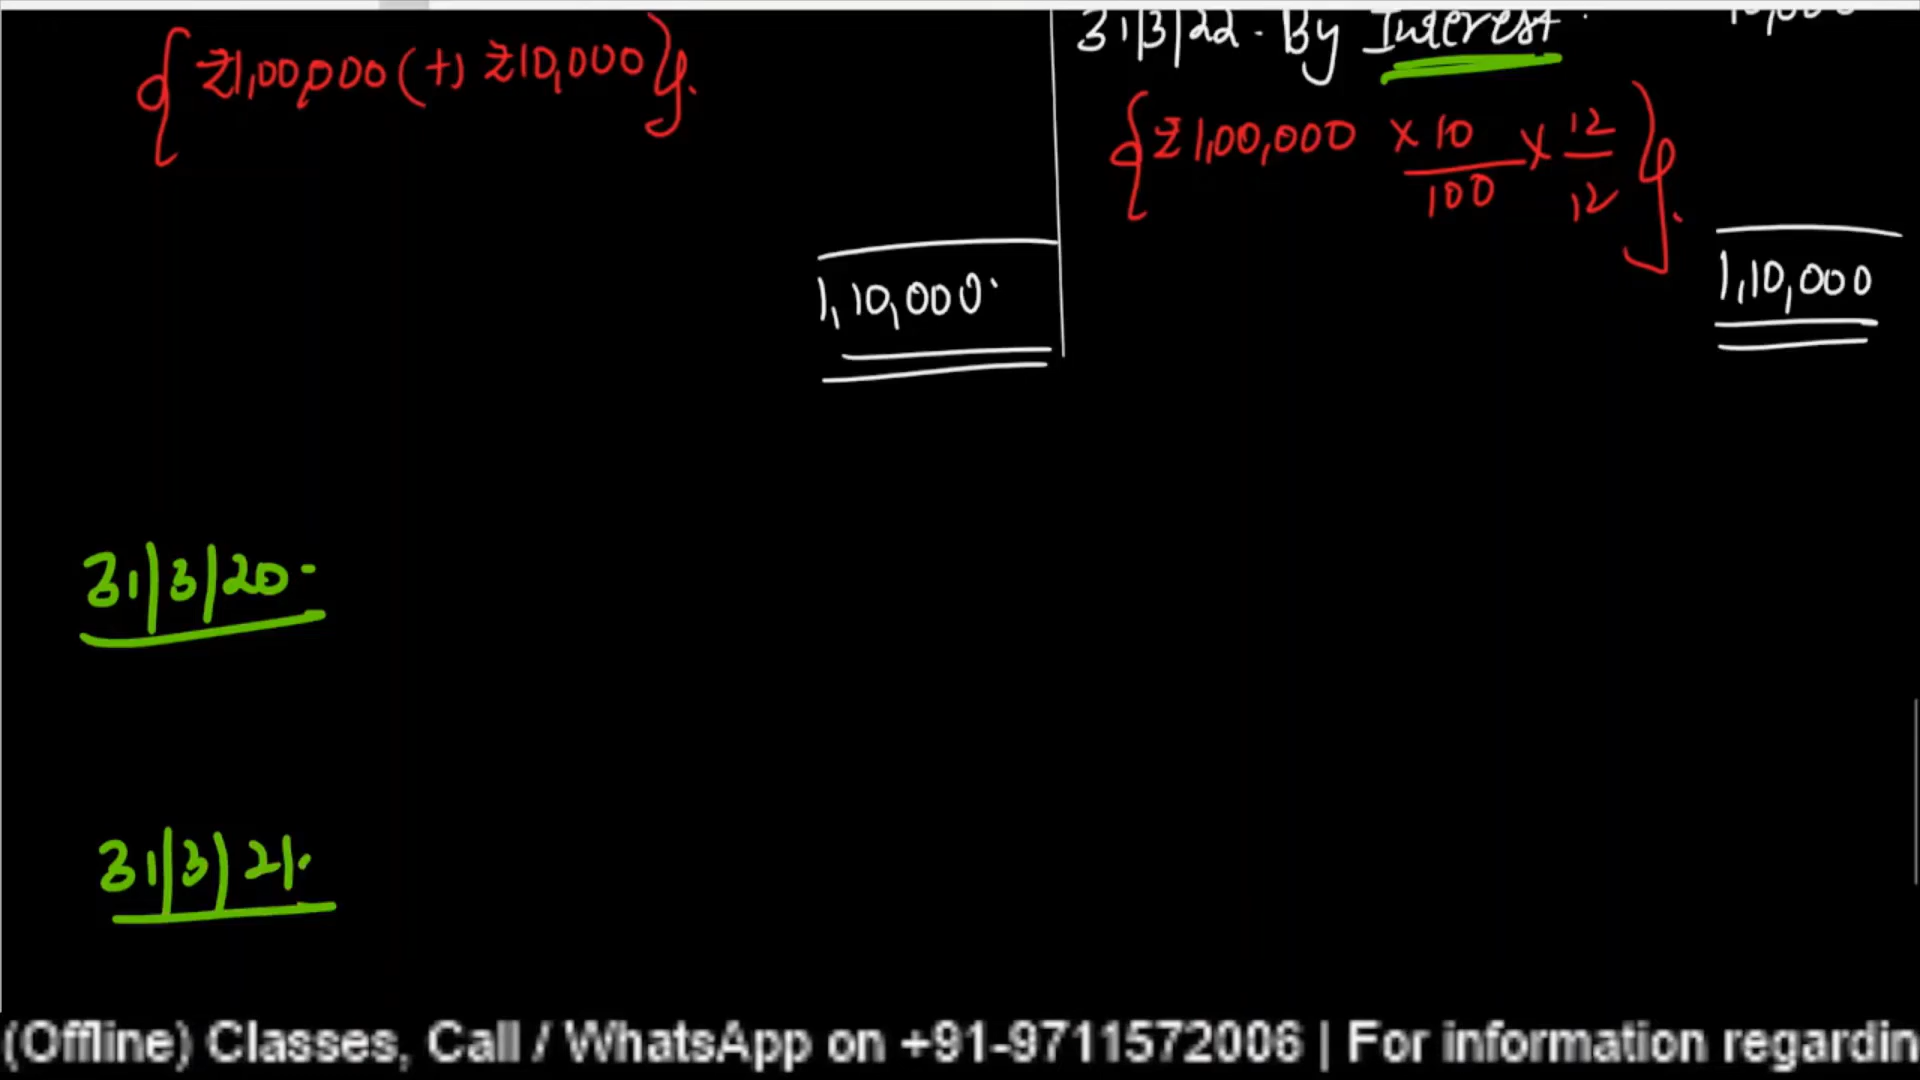 {₹1,00,000 (+) ₹10,000}.
31/3/22. By Interest.
10,000
{₹1,00,000 × 10/100 × 12/12}.
1,10,000
1,10,000
31/3/20
31/3/21
(Offline) Classes, Call / WhatsApp on +91-9711572006 | For information regardin